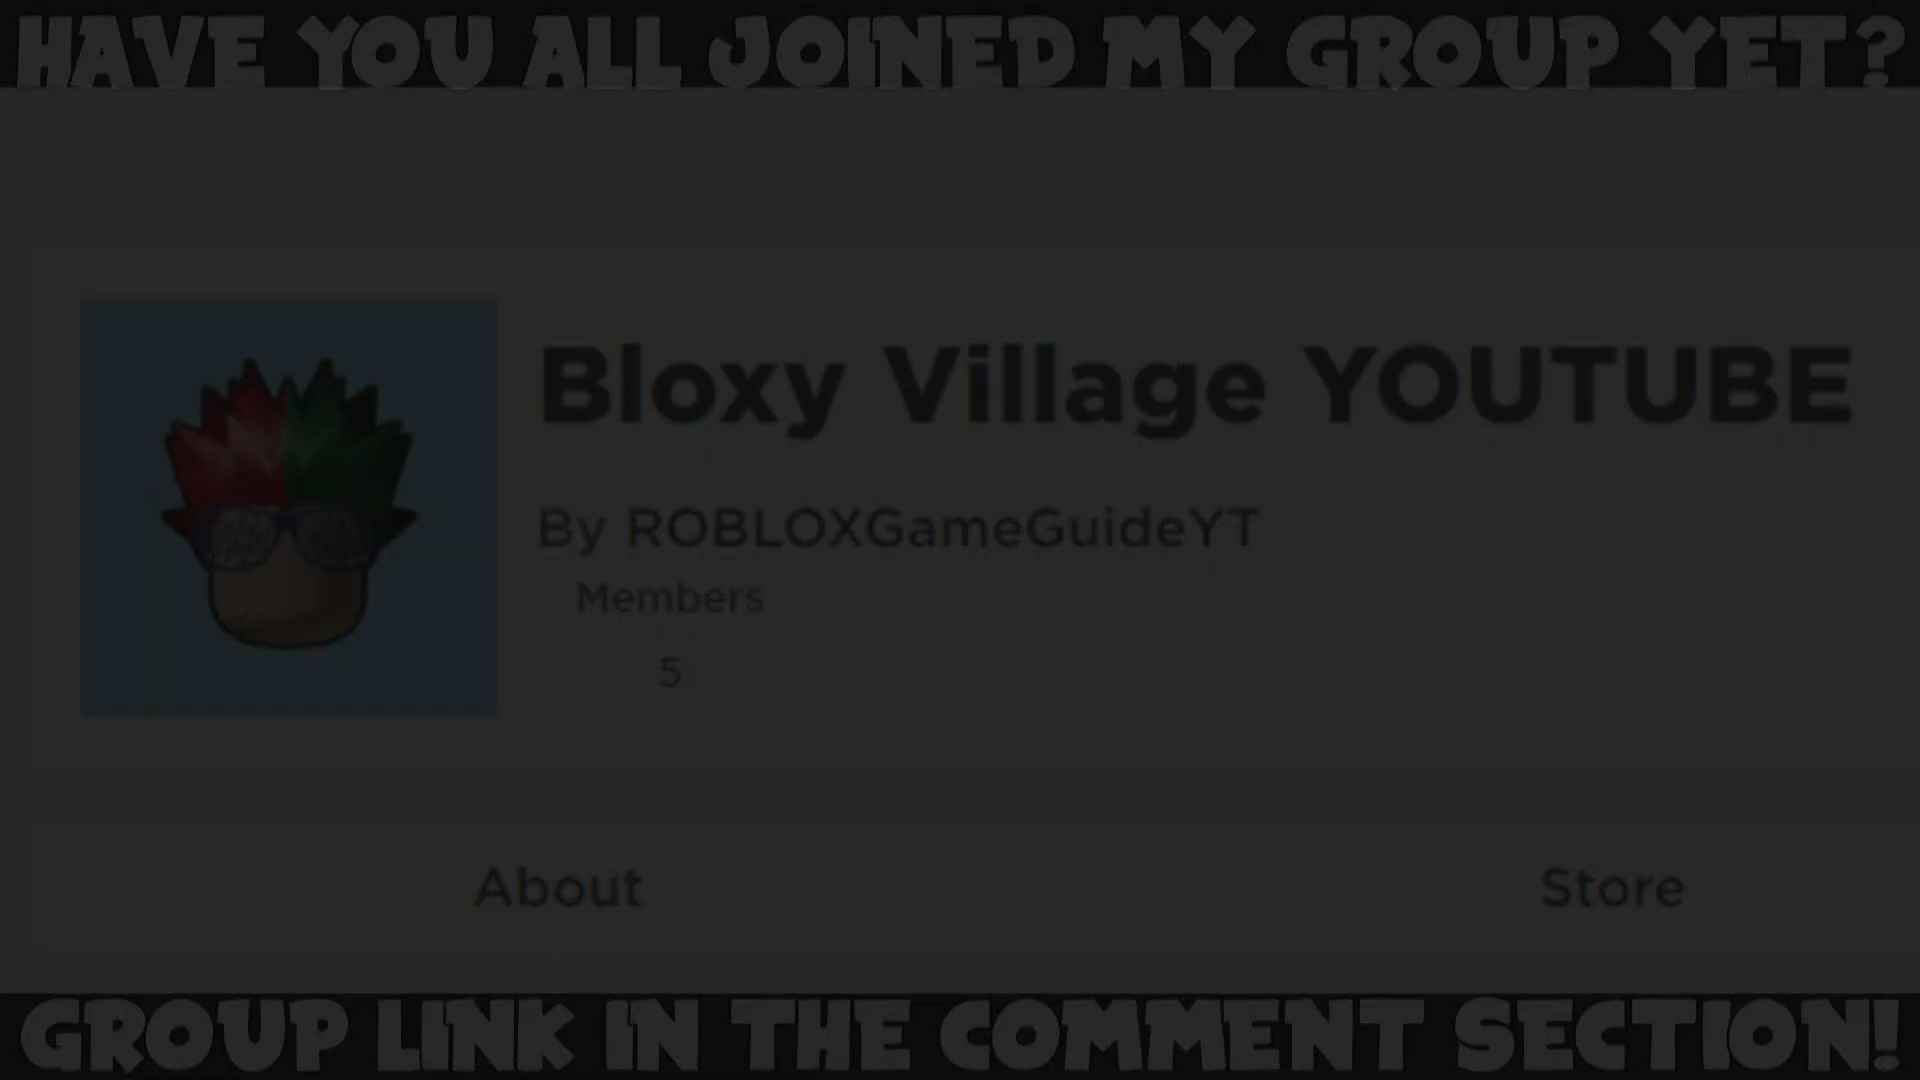 HAVE YOU ALL JOINED MY GROUP YET?
Bloxy Village YOUTUBE
By ROBLOXGameGuideYT
Members
5
About
Store
GROUP LINK IN THE COMMENT SECTION!